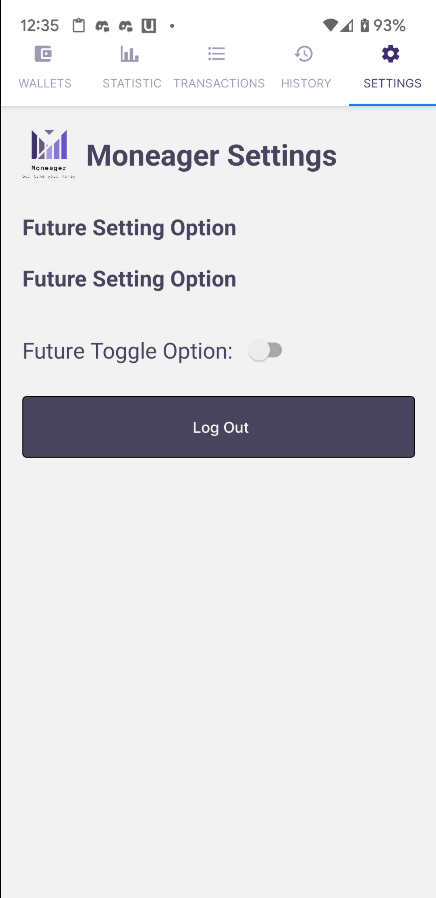 12:35 93%
WALLETS STATISTIC TRANSACTIONS HISTORY SETTINGS
Moneager
Moneager Settings
Future Setting Option
Future Setting Option
Future Toggle Option:
Log Out